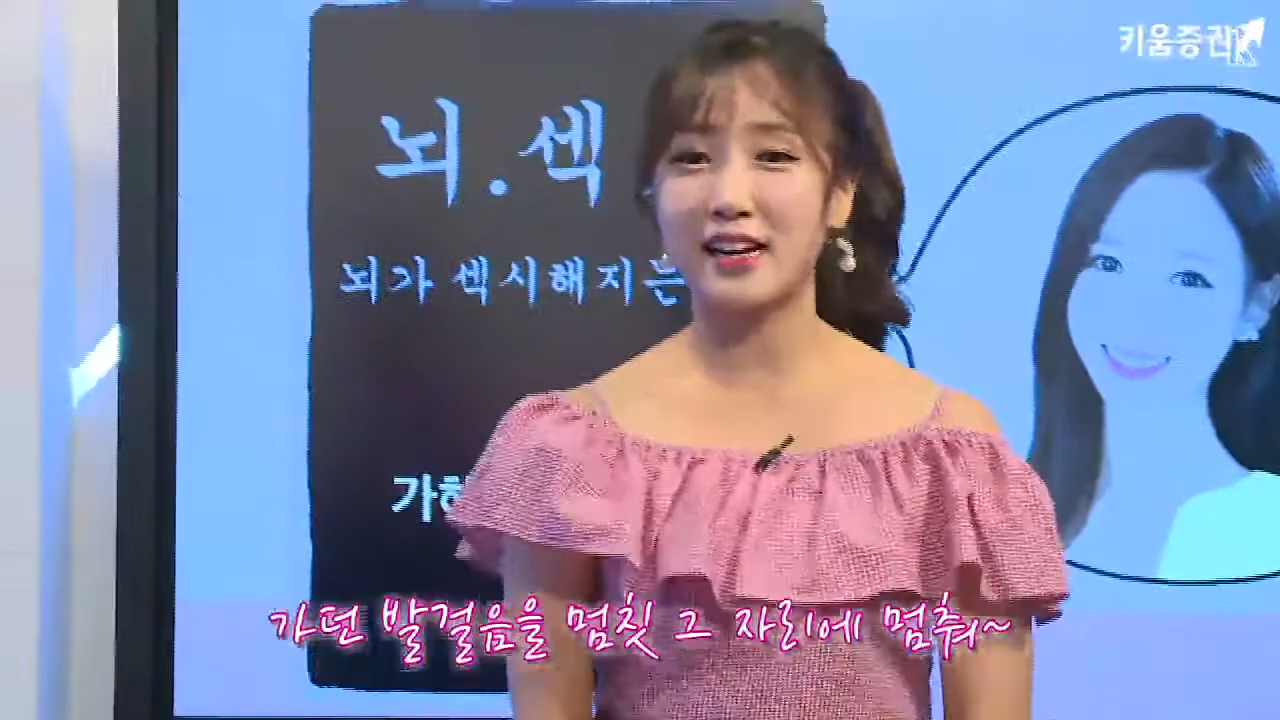 키움증권
뇌.섹
뇌가 섹시해지는
가던 발걸음을 멈칫 그 자리에 멈춰~